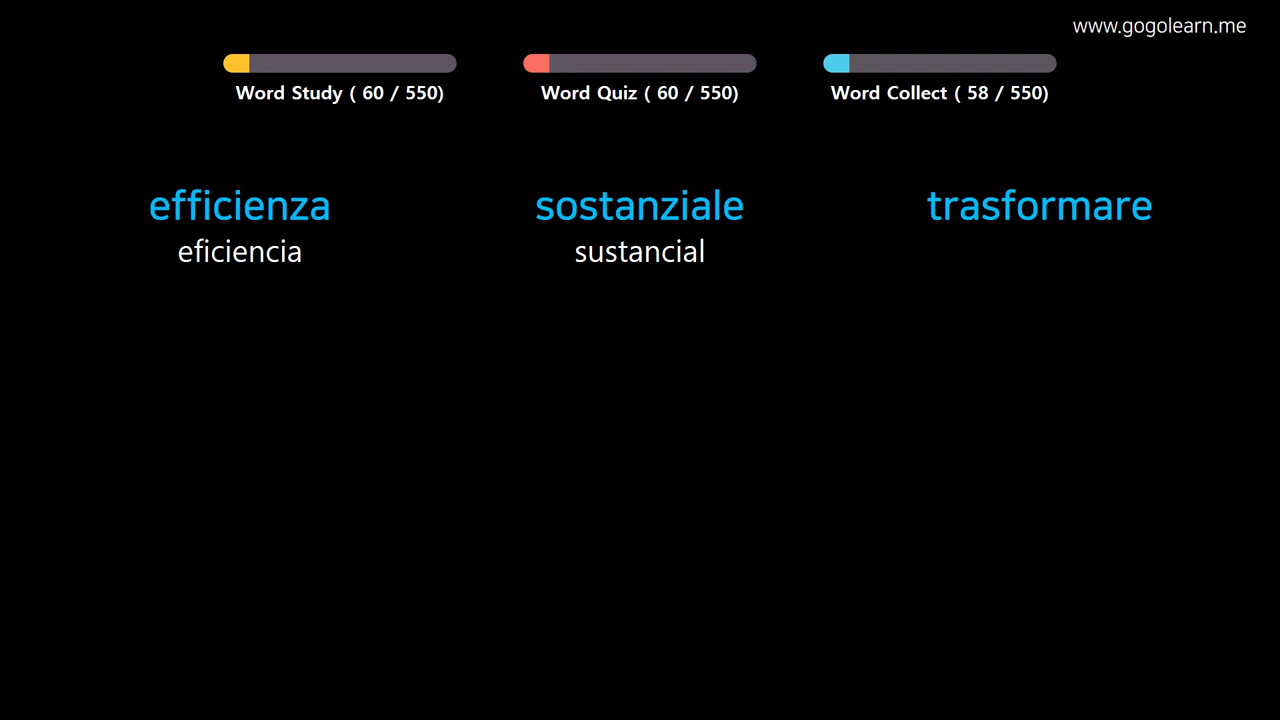 www.gogolearn.me
Word Study ( 60 / 550)
Word Quiz ( 60 / 550)
Word Collect ( 58 / 550)
efficienza
eficiencia
sostanziale
sustancial
trasformare